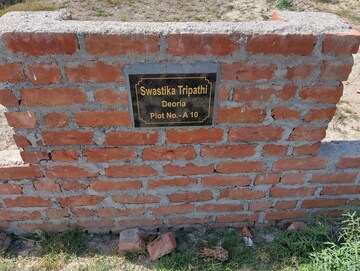 Swastika Tripathi
Deoria
Plot No.- A 10